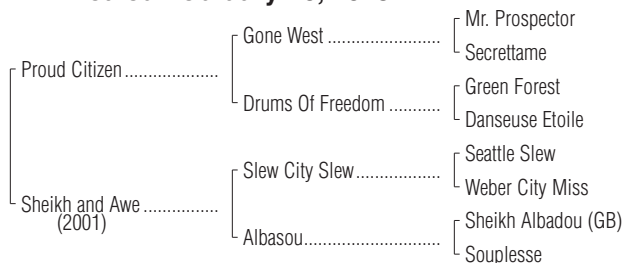 Mr. Prospector
Gone West
Secrettame
Proud Citizen
Green Forest
Drums Of Freedom
Danseuse Etoile
Seattle Slew
Slew City Slew
Weber City Miss
Sheikh and Awe
(2001)
Sheikh Albadou (GB)
Albasou
Souplesse